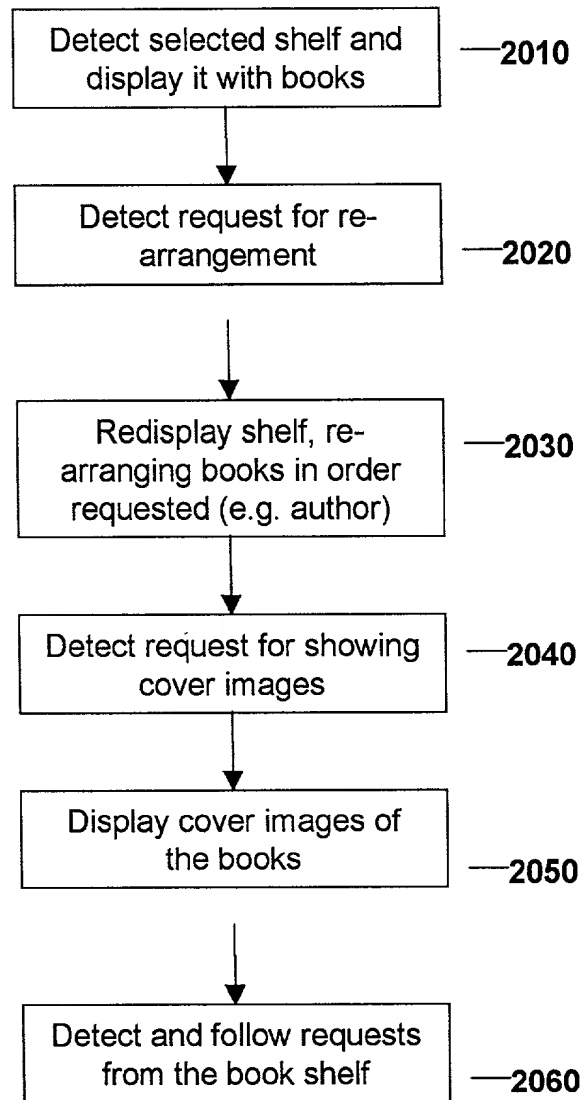 Detect selected shelf and
display it with books
2010
Detect request for re-
arrangement
2020
Redisplay shelf, re-
arranging books in order
requested (e.g. author)
2030
Detect request for showing
cover images
2040
Display cover images of
the books
2050
Detect and follow requests
from the book shelf
2060